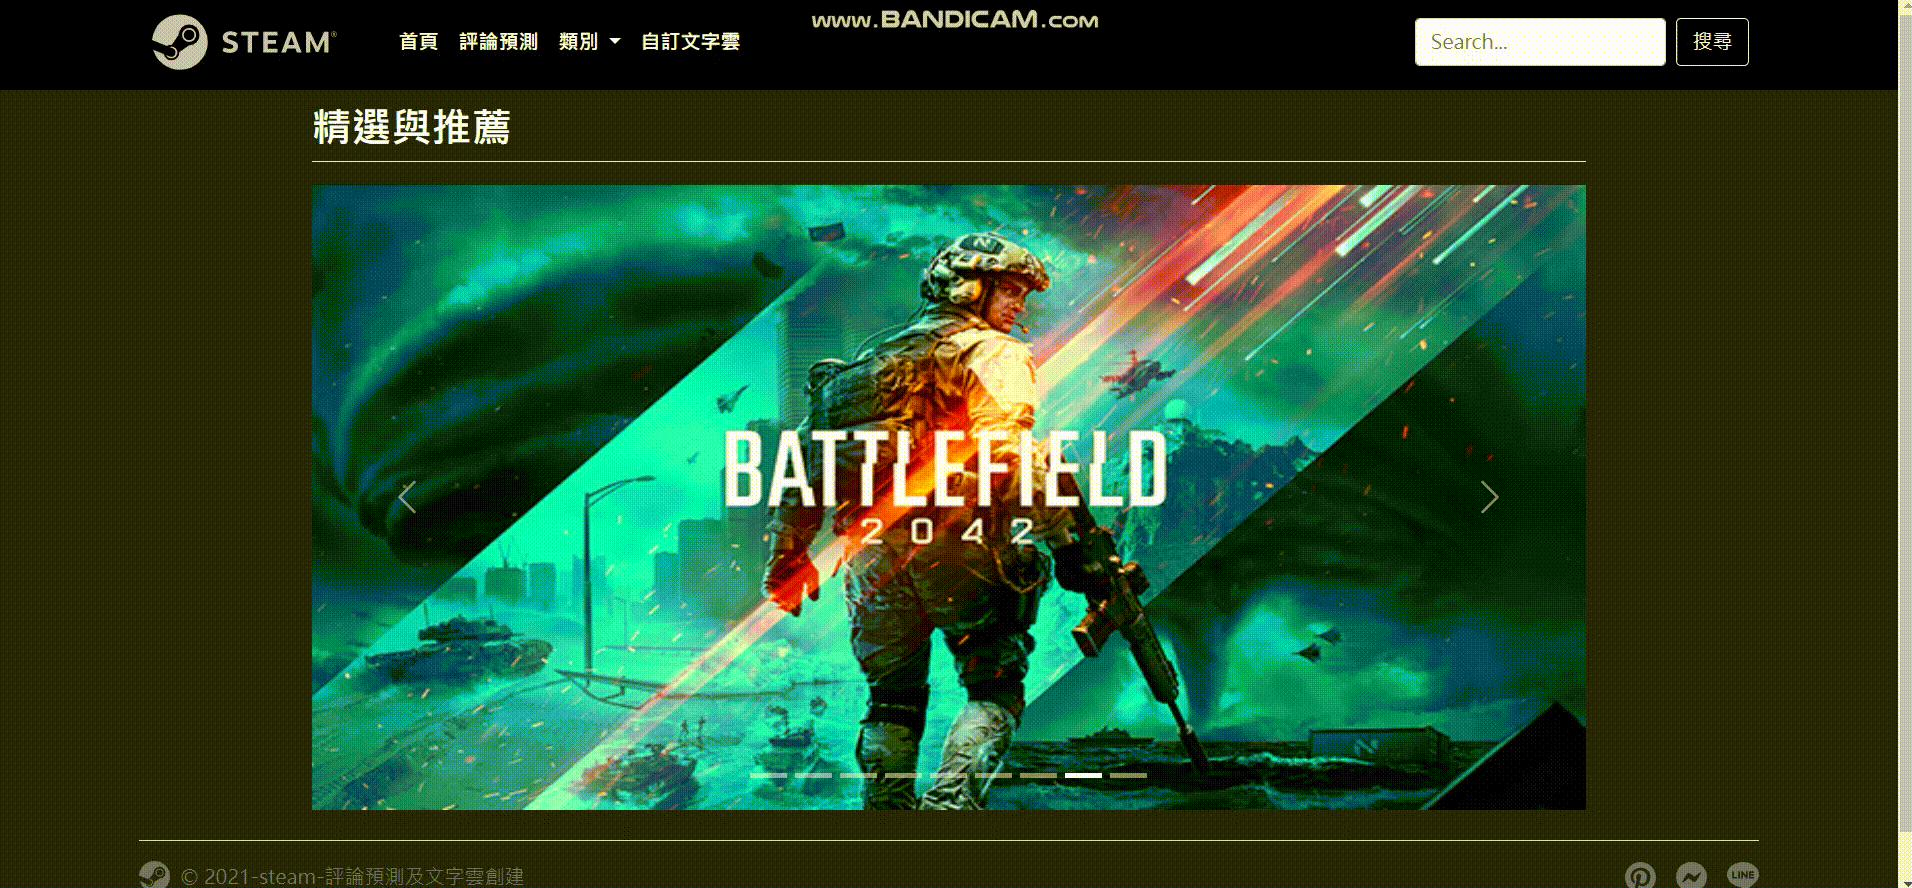 www.BANDICAM.com
STEAM®
首頁 評論預測 類別 自訂文字雲
Search...
搜尋
精選與推薦
BATTLEFIELD
2042
© 2021-steam-評論預測及文字雲創建
LINE